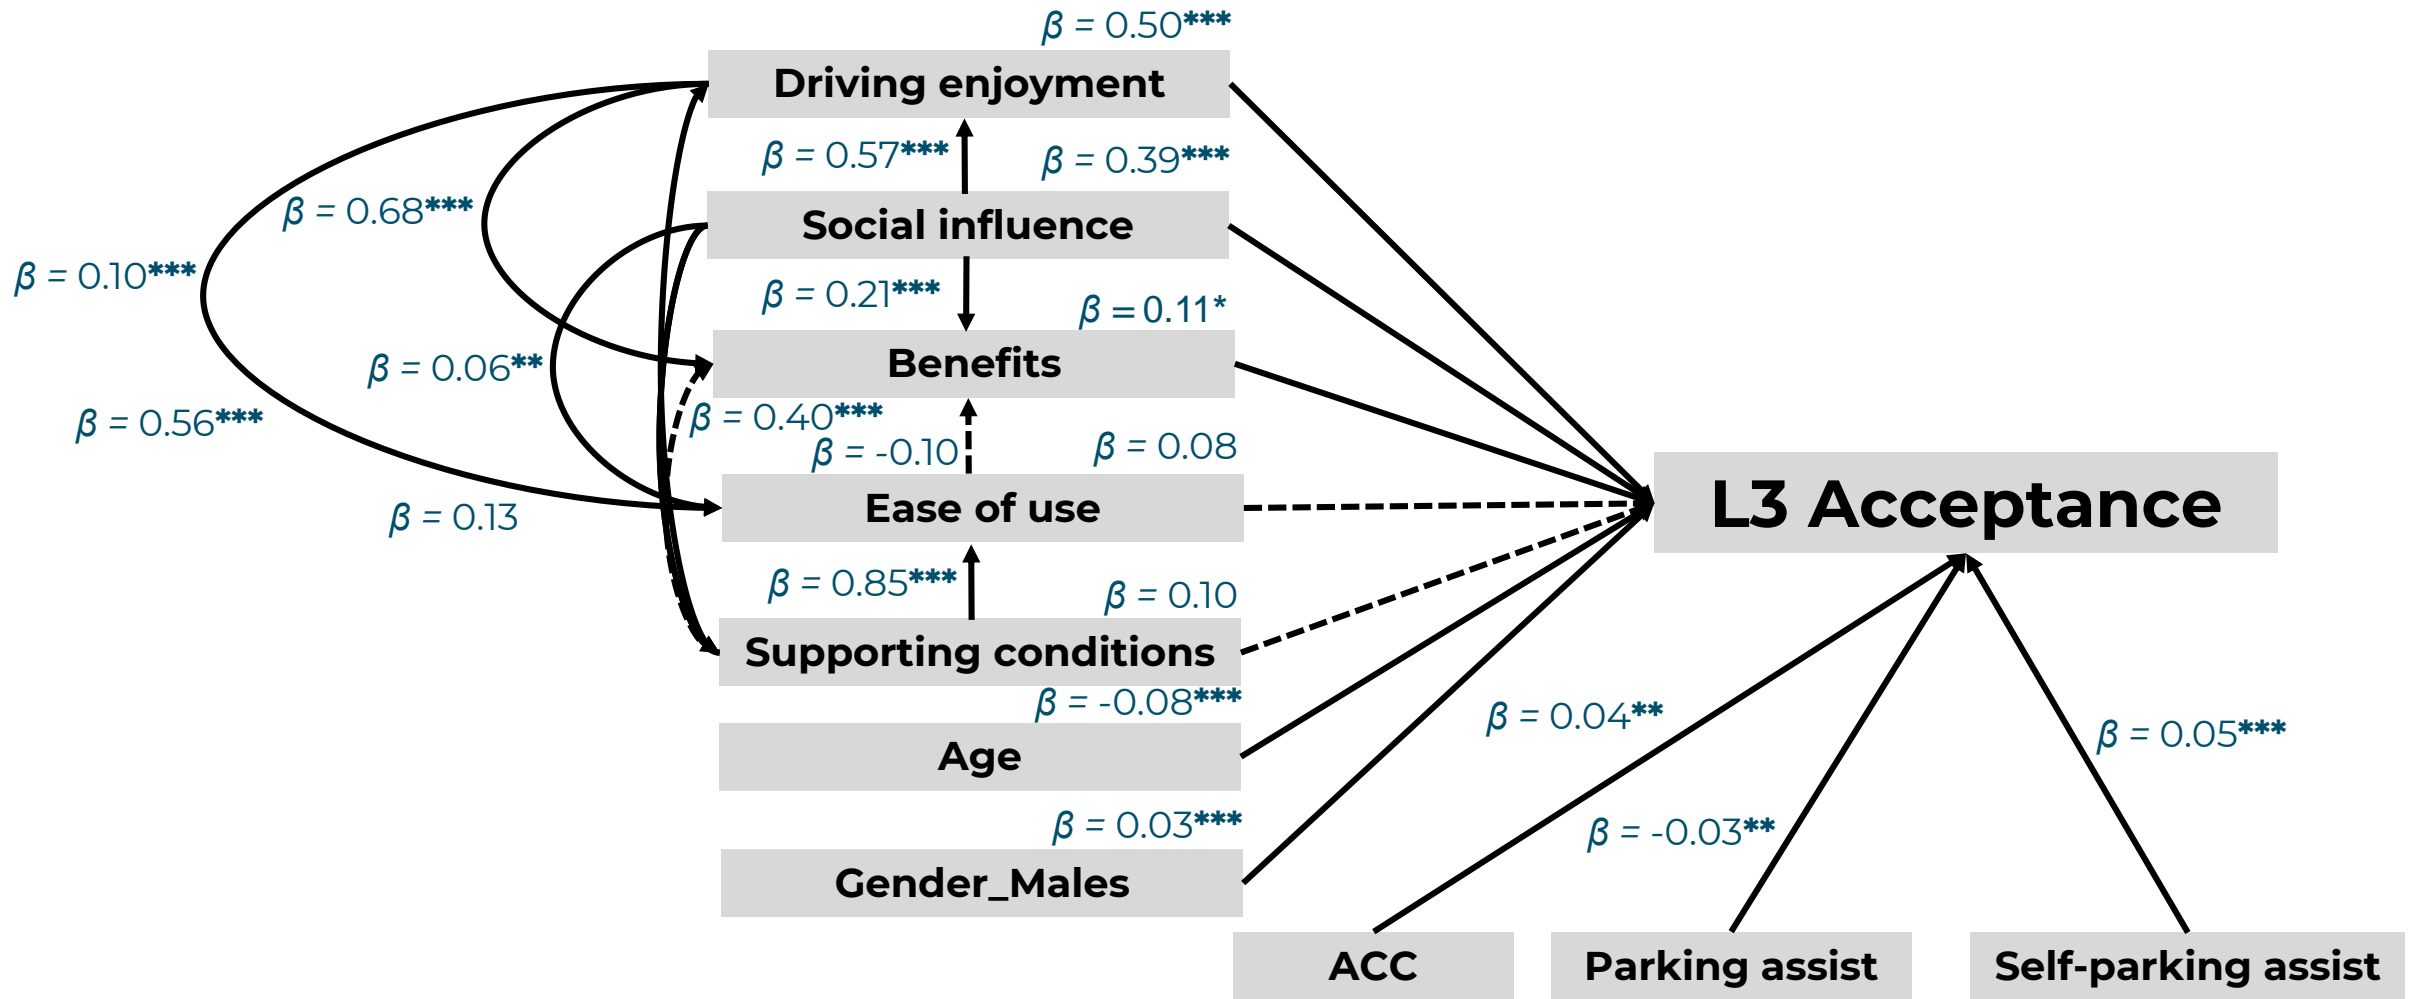 β = 0.50***
Driving enjoyment
β = 0.57***
β = 0.39***
β = 0.68***
Social influence
β = 0.10***
β = 0.21***
β = 0.11*
β = 0.06**
Benefits
β = 0.56***
β = 0.40***
β = -0.10
β = 0.08
Ease of use
L3 Acceptance
β = 0.13
β = 0.85***
β = 0.10
Supporting conditions
β = -0.08***
β = 0.04**
β = 0.05***
Age
β = 0.03***
β = -0.03**
Gender_Males
ACC
Parking assist
Self-parking assist